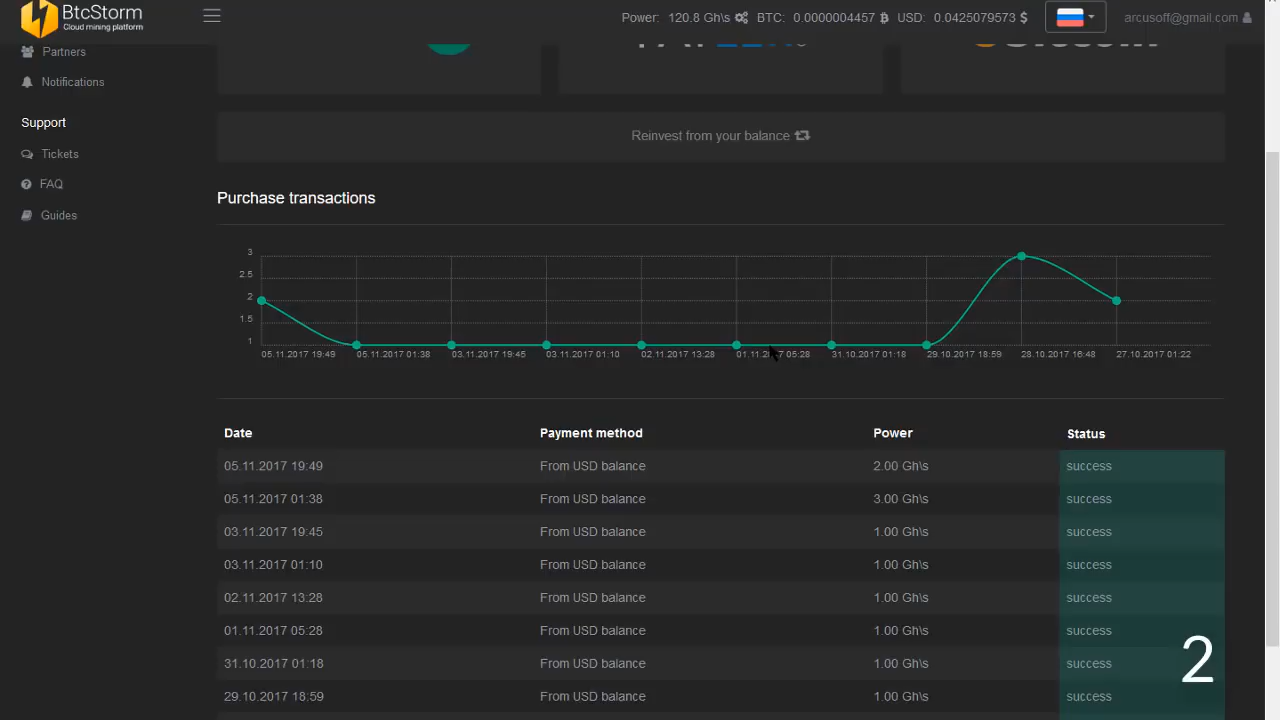 BtcStorm
Cloud mining platform
Power: 120.8 Gh\s BTC: 0.0000004457 USD: 0.0425079573 $
arcusoff@gmail.com
Partners
Notifications
Support
Tickets
FAQ
Guides
Reinvest from your balance
Purchase transactions
3
2.5
2
1.5
1
05.11.2017 19:49 05.11.2017 01:38 03.11.2017 19:45 03.11.2017 01:10 02.11.2017 13:28 01.11.2017 05:28 31.10.2017 01:18 29.10.2017 18:59 28.10.2017 16:48 27.10.2017 01:22
Date Payment method Power Status
05.11.2017 19:49 From USD balance 2.00 Gh\s success
05.11.2017 01:38 From USD balance 3.00 Gh\s success
03.11.2017 19:45 From USD balance 1.00 Gh\s success
03.11.2017 01:10 From USD balance 1.00 Gh\s success
02.11.2017 13:28 From USD balance 1.00 Gh\s success
01.11.2017 05:28 From USD balance 1.00 Gh\s success
31.10.2017 01:18 From USD balance 1.00 Gh\s success
29.10.2017 18:59 From USD balance 1.00 Gh\s success
2